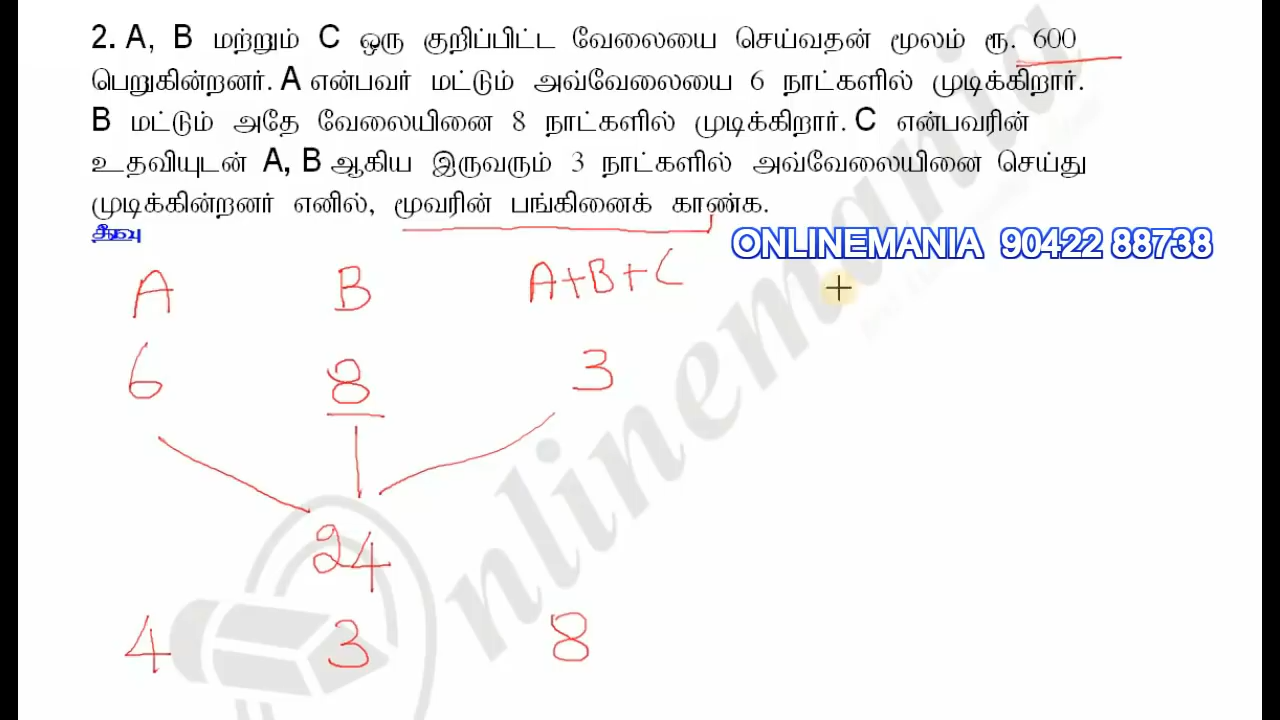 2. A, B மற்றும் C ஒரு குறிப்பிட்ட வேலையை செய்வதன் மூலம் ரூ. 600
பெறுகின்றனர். A என்பவர் மட்டும் அவ்வேலையை 6 நாட்களில் முடிக்கிறார்.
B மட்டும் அதே வேலையினை 8 நாட்களில் முடிக்கிறார். C என்பவரின்
உதவியுடன் A, B ஆகிய இருவரும் 3 நாட்களில் அவ்வேலையினை செய்து
முடிக்கின்றனர் எனில், மூவரின் பங்கினைக் காண்க.
தீர்வு
ONLINEMANIA 90422 88738
A B A+B+C
6 8 3
24
4 3 8
nlinemania